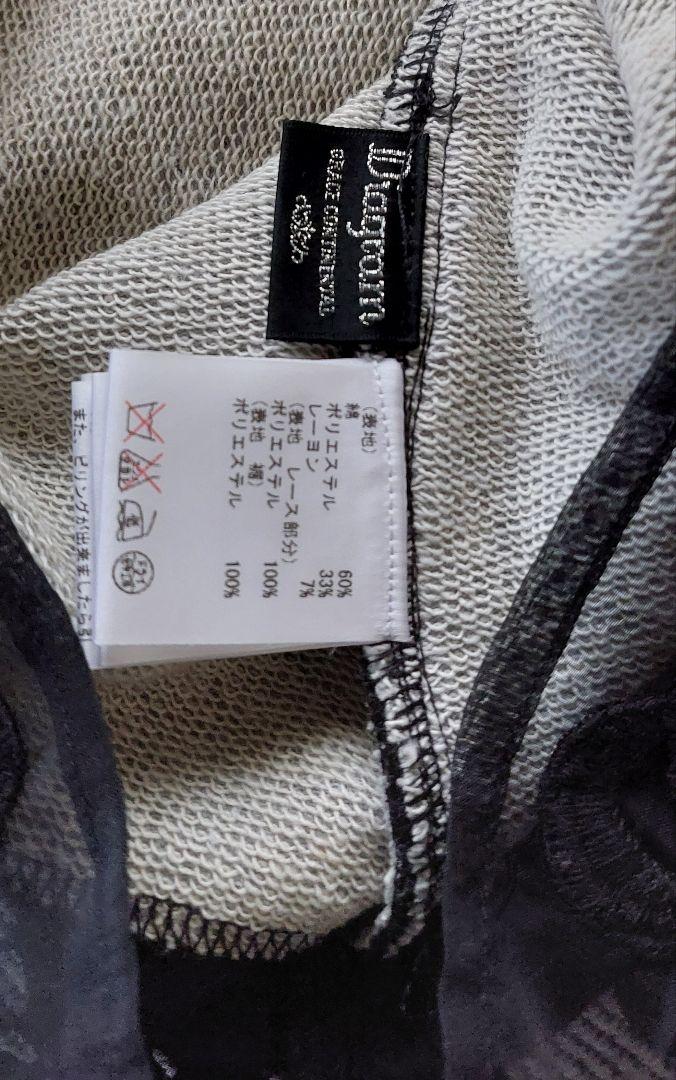 Diagram
GRACE CONTINENTAL
(表地)
綿 60%
ポリエステル 33%
レーヨン 7%
(表地 レース部分)
ポリエステル 100%
(表地 裾)
ポリエステル 100%
また、ピリングが出来ましたら